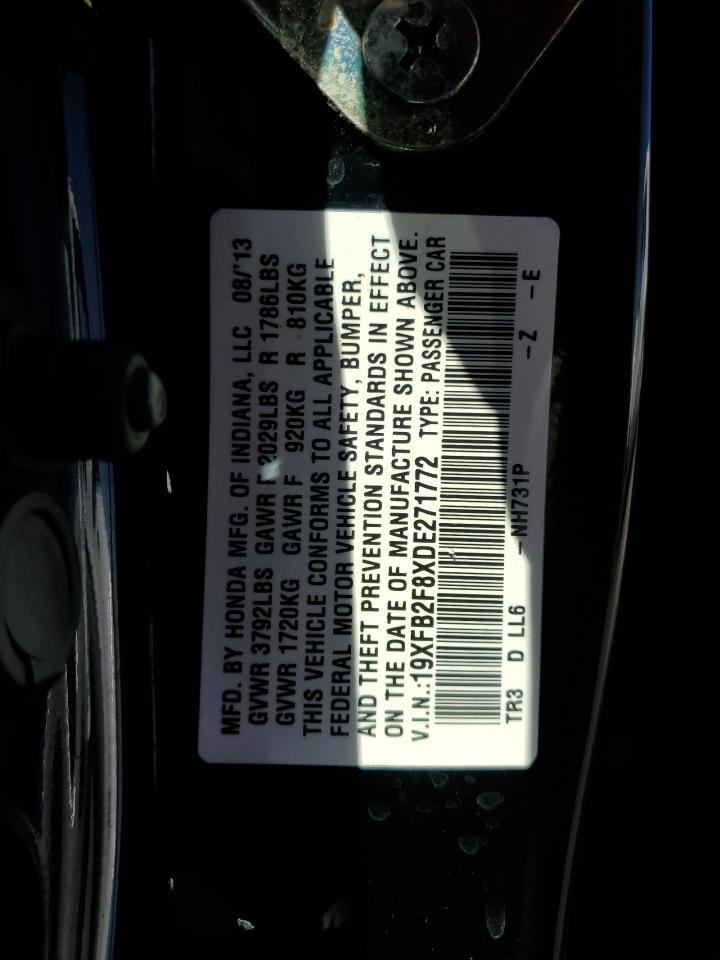 MFD. BY HONDA MFG. OF INDIANA, LLC 08/'13
GVWR 3792LBS GAWR F 2029LBS R 1786LBS
GVWR 1720KG GAWR F 920KG R 810KG
THIS VEHICLE CONFORMS TO ALL APPLICABLE
FEDERAL MOTOR VEHICLE SAFETY, BUMPER,
AND THEFT PREVENTION STANDARDS IN EFFECT
ON THE DATE OF MANUFACTURE SHOWN ABOVE.
V.I.N.:19XFB2F8XDE271772 TYPE: PASSENGER CAR
TR3 D LL6 -NH731P -Z -E